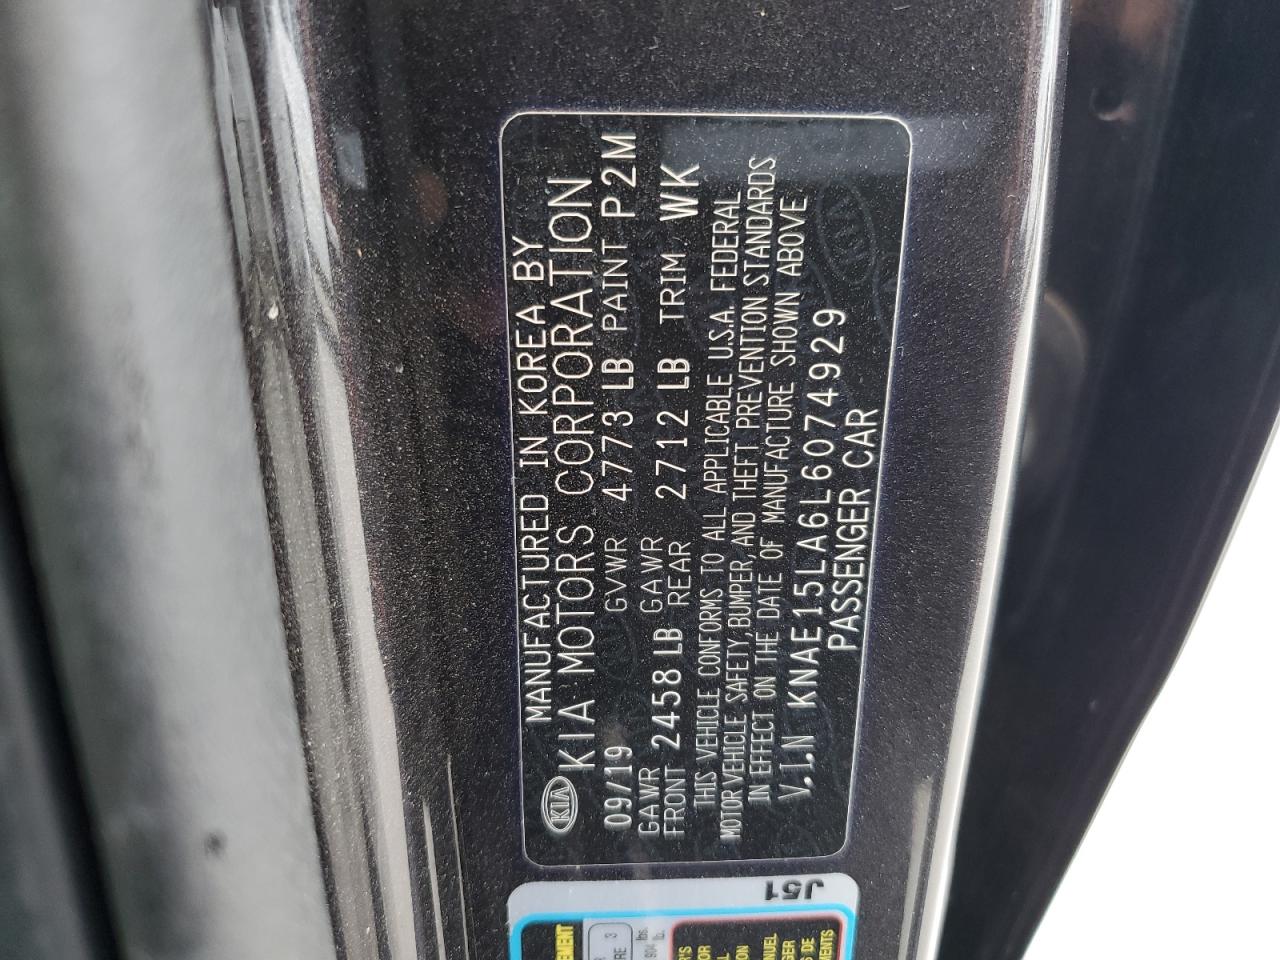 MANUFACTURED IN KOREA BY
KIA KIA MOTORS CORPORATION
09/19 GVWR 4773 LB PAINT P2M
GAWR FRONT 2458 LB GAWR REAR 2712 LB TRIM WK
THIS VEHICLE CONFORMS TO ALL APPLICABLE U.S.A. FEDERAL
MOTOR VEHICLE SAFETY, BUMPER, AND THEFT PREVENTION STANDARDS
IN EFFECT ON THE DATE OF MANUFACTURE SHOWN ABOVE
V.I.N KNAE15LA6L6074929
PASSENGER CAR
KIA
J51